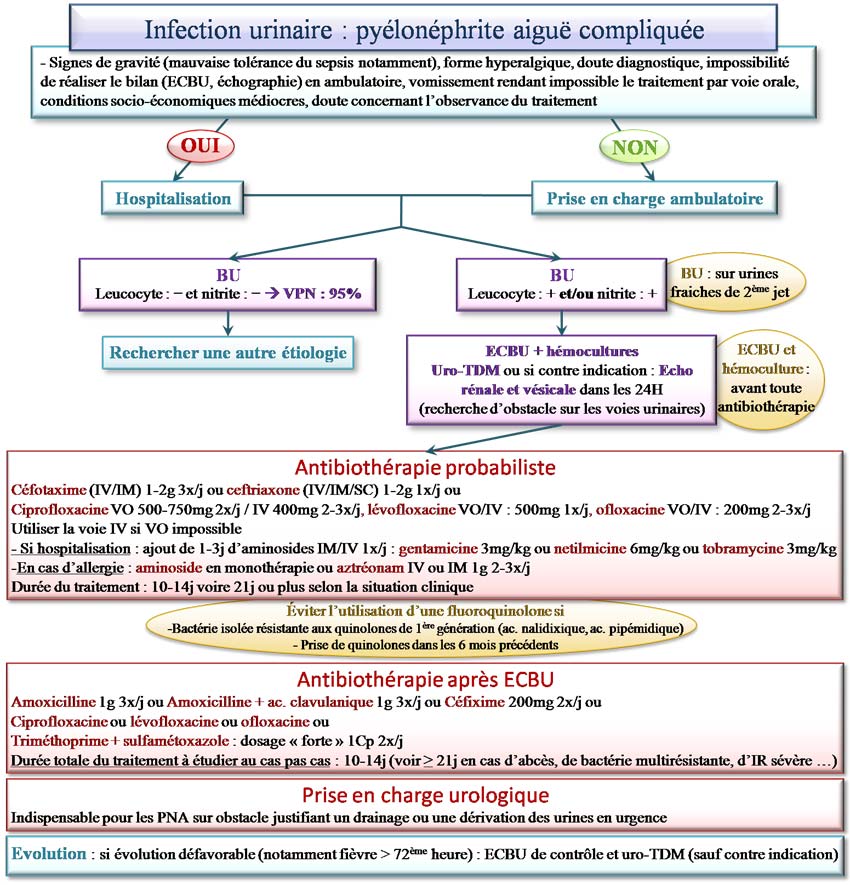 Infection urinaire : pyélonéphrite aiguë compliquée
- Signes de gravité (mauvaise tolérance du sepsis notamment), forme hyperalgique, doute diagnostique, impossibilité
de réaliser le bilan (ECBU, échographie) en ambulatoire, vomissement rendant impossible le traitement par voie orale,
conditions socio-économiques médiocres, doute concernant l'observance du traitement
OUI
NON
Hospitalisation
Prise en charge ambulatoire
BU
Leucocyte : – et nitrite : – → VPN : 95%
BU
Leucocyte : + et/ou nitrite : +
BU : sur urines
fraiches de 2ème jet
Rechercher une autre étiologie
ECBU + hémocultures
Uro-TDM ou si contre indication : Echo
rénale et vésicale dans les 24H
(recherche d'obstacle sur les voies urinaires)
ECBU et
hémoculture :
avant toute
antibiothérapie
Antibiothérapie probabiliste
Céfotaxime (IV/IM) 1-2g 3x/j ou ceftriaxone (IV/IM/SC) 1-2g 1x/j ou
Ciprofloxacine VO 500-750mg 2x/j / IV 400mg 2-3x/j, lévofloxacine VO/IV : 500mg 1x/j, ofloxacine VO/IV : 200mg 2-3x/j
Utiliser la voie IV si VO impossible
- Si hospitalisation : ajout de 1-3j d'aminosides IM/IV 1x/j : gentamicine 3mg/kg ou netilmicine 6mg/kg ou tobramycine 3mg/kg
-En cas d'allergie : aminoside en monothérapie ou aztréonam IV ou IM 1g 2-3x/j
Durée du traitement : 10-14j voire 21j ou plus selon la situation clinique
Éviter l'utilisation d'une fluoroquinolone si
-Bactérie isolée résistante aux quinolones de 1ère génération (ac. nalidixique, ac. pipémidique)
- Prise de quinolones dans les 6 mois précédents
Antibiothérapie après ECBU
Amoxicilline 1g 3x/j ou Amoxicilline + ac. clavulanique 1g 3x/j ou Céfixime 200mg 2x/j ou
Ciprofloxacine ou lévofloxacine ou ofloxacine ou
Triméthoprime + sulfamétoxazole : dosage « forte » 1Cp 2x/j
Durée totale du traitement à étudier au cas pas cas : 10-14j (voir ≥ 21j en cas d'abcès, de bactérie multirésistante, d'IR sévère …)
Prise en charge urologique
Indispensable pour les PNA sur obstacle justifiant un drainage ou une dérivation des urines en urgence
Evolution : si évolution défavorable (notamment fièvre > 72ème heure) : ECBU de contrôle et uro-TDM (sauf contre indication)